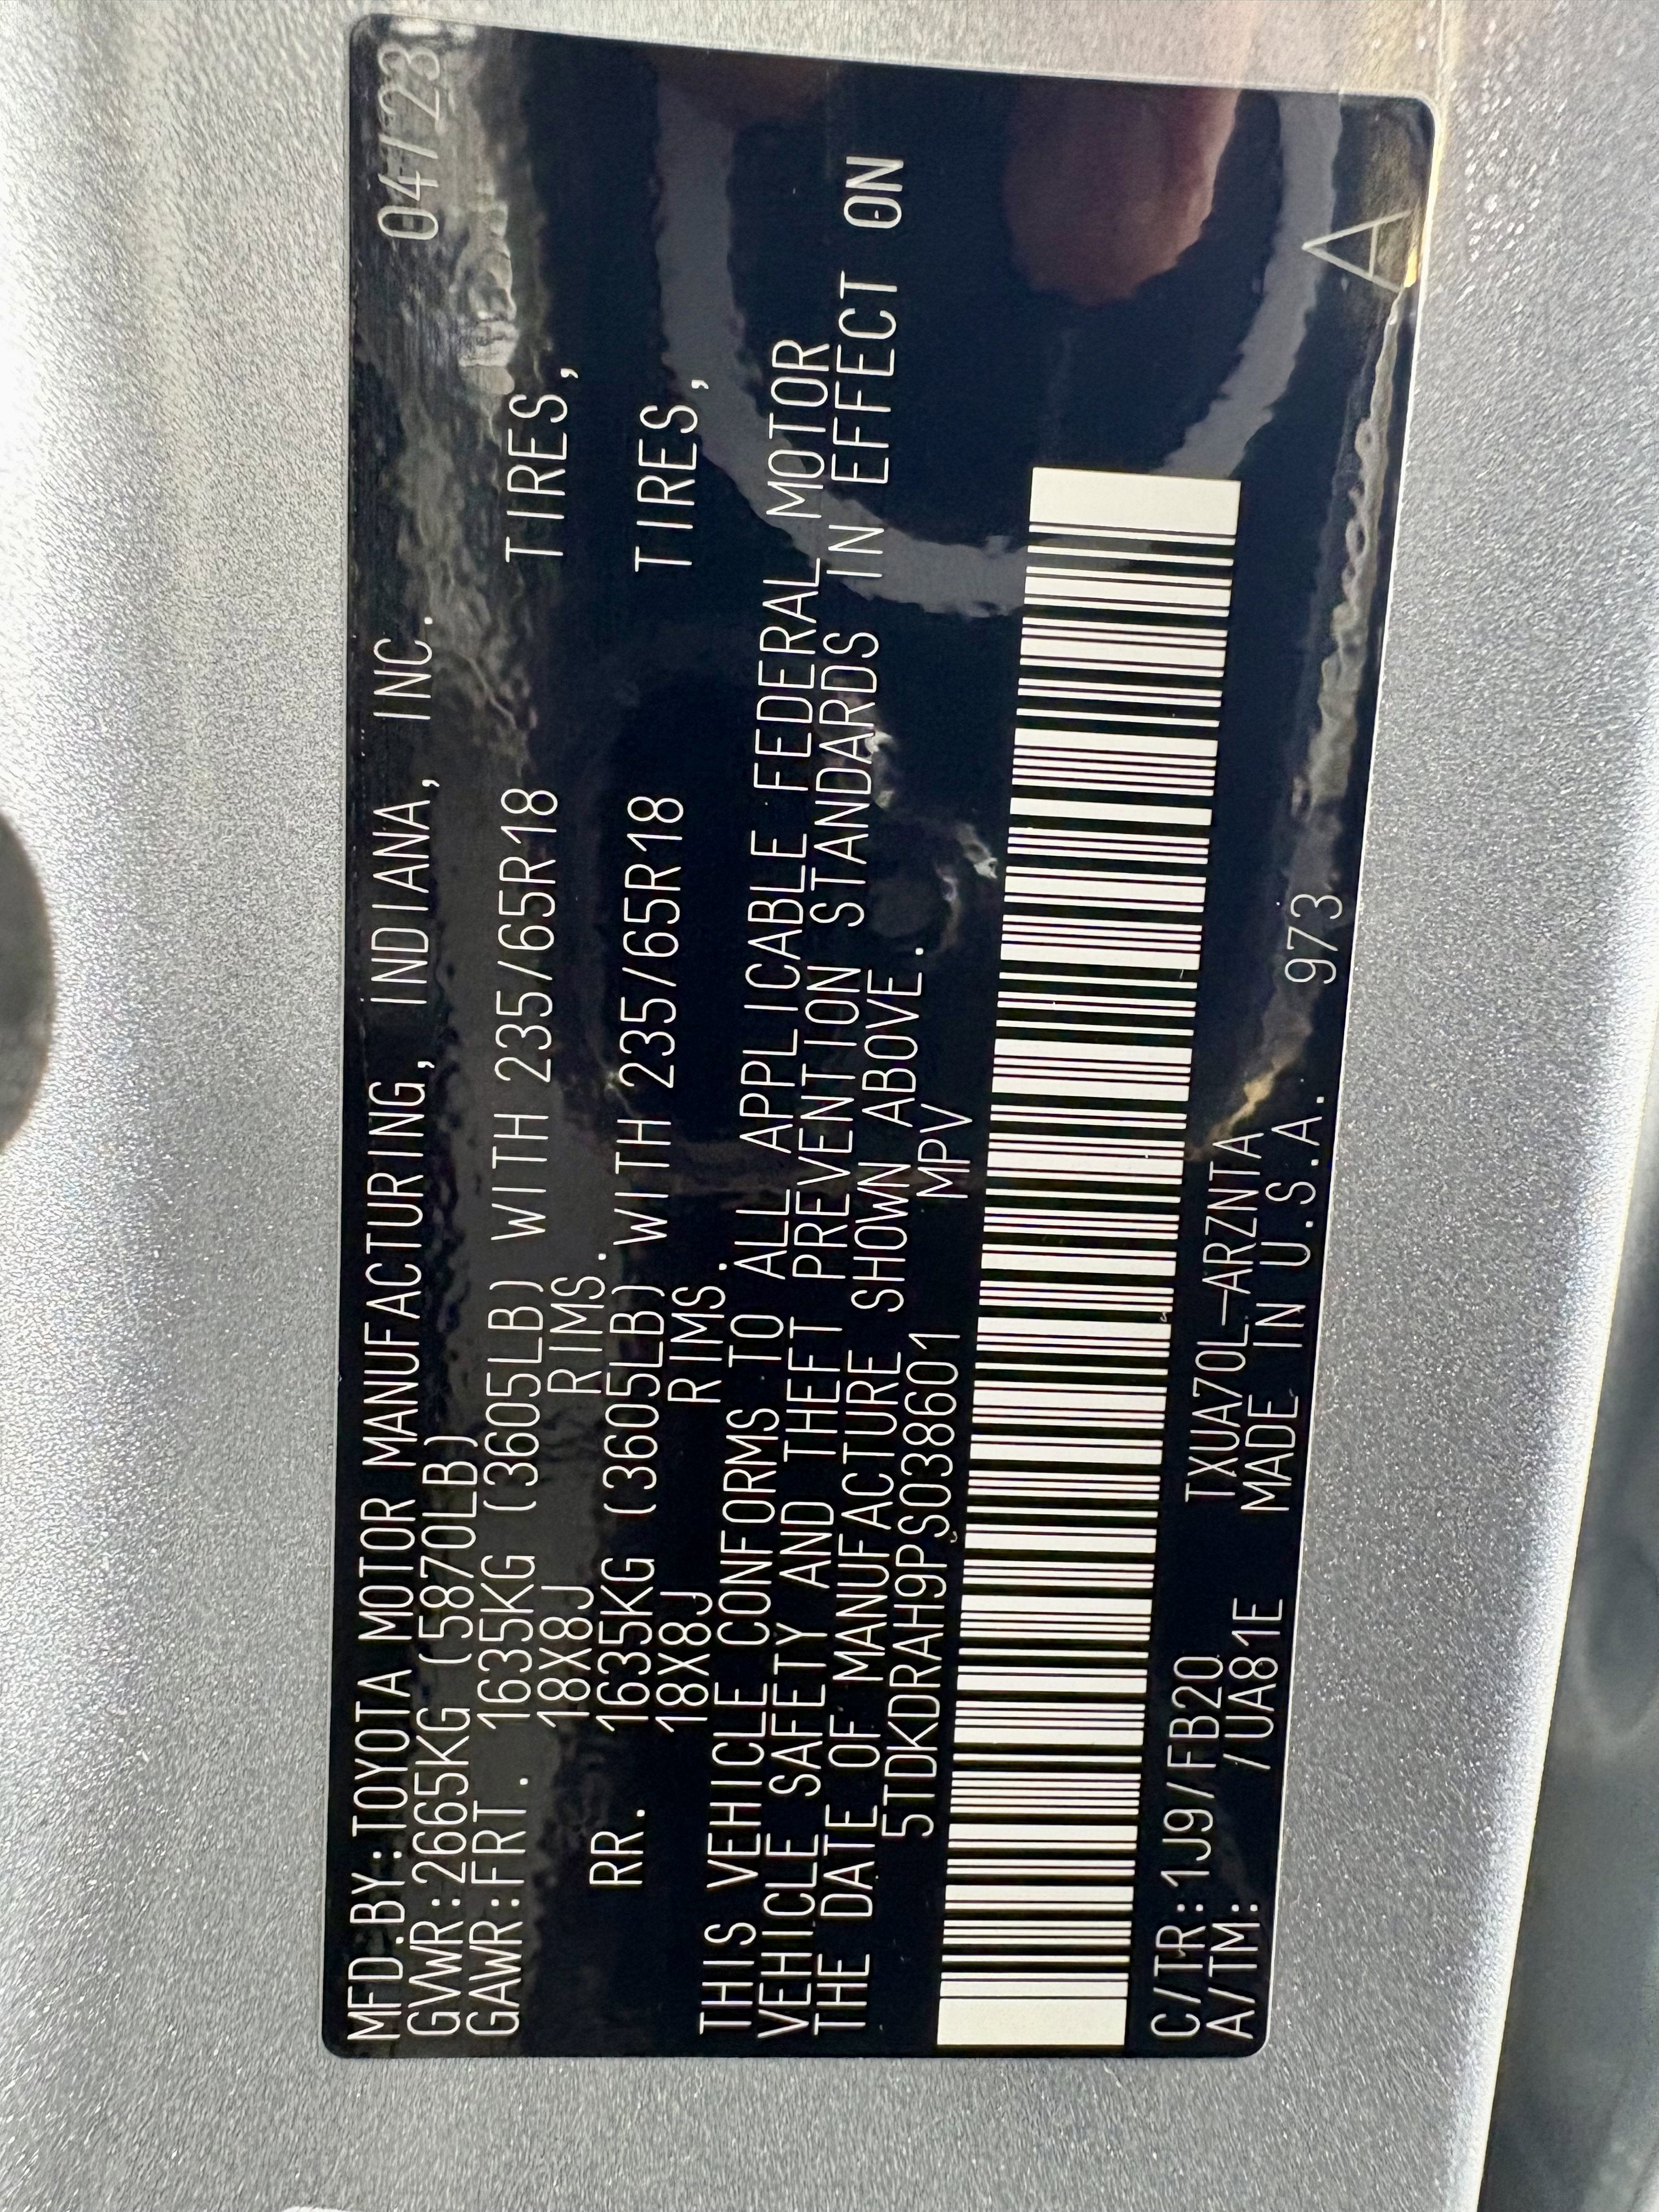 MFD.BY:TOYOTA MOTOR MANUFACTURING, INDIANA, INC. 04/23
GVWR:2665KG (5870LB)
GAWR:FRT. 1635KG (3605LB) WITH 235/65R18 TIRES,
18X8J RIMS.
RR. 1635KG (3605LB) WITH 235/65R18 TIRES,
18X8J RIMS.
THIS VEHICLE CONFORMS TO ALL APPLICABLE FEDERAL MOTOR
VEHICLE SAFETY AND THEFT PREVENTION STANDARDS IN EFFECT ON
THE DATE OF MANUFACTURE SHOWN ABOVE.
5TDKDRAH9PS038601 MPV
C/TR:1J9/FB20 TXUA70L-ARZNTA
A/TM: /UA81E MADE IN U.S.A. 973 A